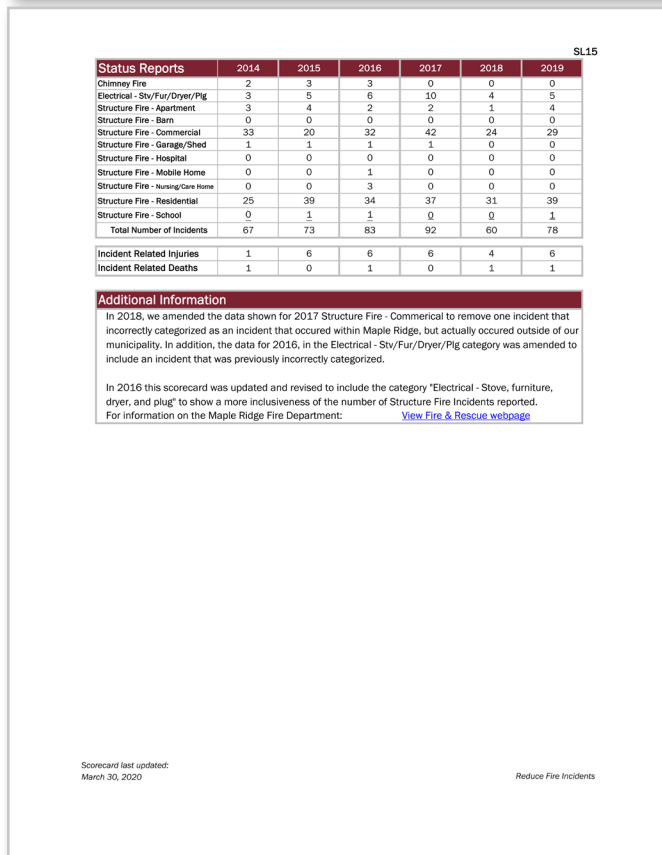 SL15
Status Reports 2014 2015 2016 2017 2018 2019
Chimney Fire 2 3 3 0 0 0
Electrical - Stv/Fur/Dryer/Plg 3 5 6 10 4 5
Structure Fire - Apartment 3 4 2 2 1 4
Structure Fire - Barn 0 0 0 0 0 0
Structure Fire - Commercial 33 20 32 42 24 29
Structure Fire - Garage/Shed 1 1 1 1 0 0
Structure Fire - Hospital 0 0 0 0 0 0
Structure Fire - Mobile Home 0 0 1 0 0 0
Structure Fire - Nursing/Care Home 0 0 3 0 0 0
Structure Fire - Residential 25 39 34 37 31 39
Structure Fire - School 0 1 1 0 0 1
Total Number of Incidents 67 73 83 92 60 78
Incident Related Injuries 1 6 6 6 4 6
Incident Related Deaths 1 0 1 0 1 1
Additional Information
In 2018, we amended the data shown for 2017 Structure Fire - Commerical to remove one incident that
incorrectly categorized as an incident that occured within Maple Ridge, but actually occured outside of our
municipality. In addition, the data for 2016, in the Electrical - Stv/Fur/Dryer/Plg category was amended to
include an incident that was previously incorrectly categorized.
In 2016 this scorecard was updated and revised to include the category "Electrical - Stove, furniture,
dryer, and plug" to show a more inclusiveness of the number of Structure Fire Incidents reported.
For information on the Maple Ridge Fire Department: View Fire & Rescue webpage
Scorecard last updated:
March 30, 2020
Reduce Fire Incidents